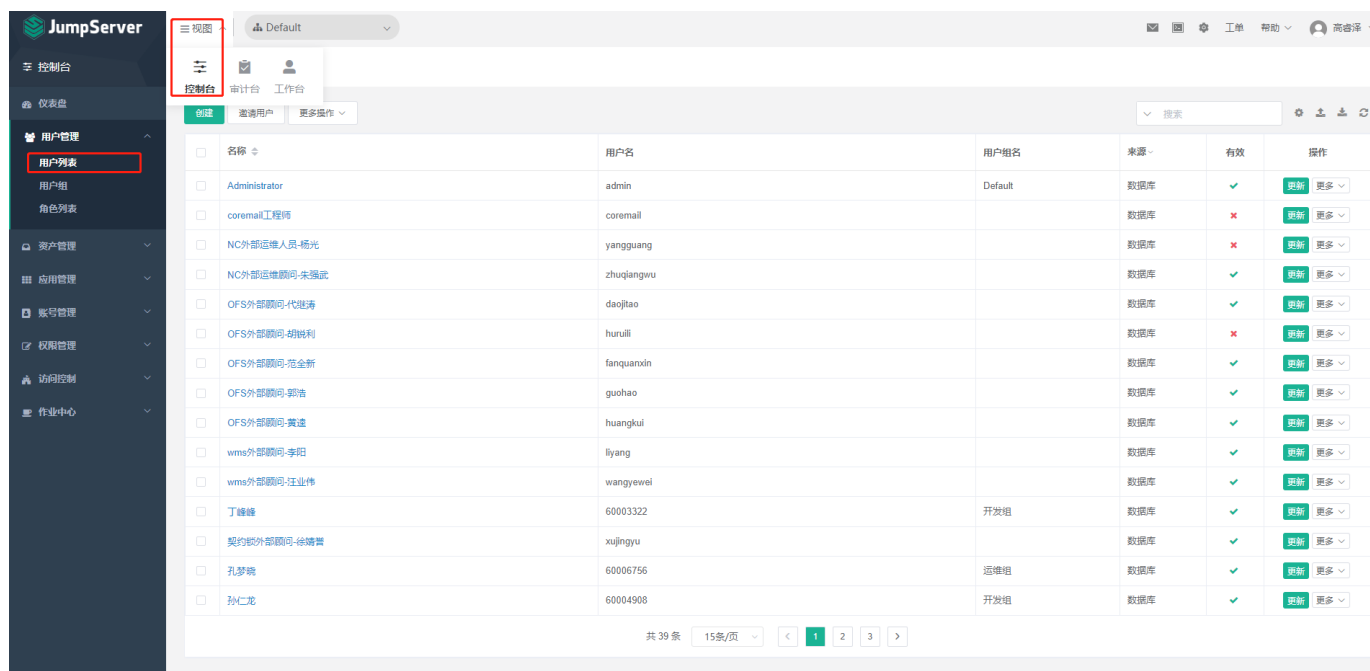 JumpServer
视图
Default
工单
帮助
高睿泽
控制台
控制台
审计台
工作台
仪表盘
用户管理
用户列表
用户组
角色列表
资产管理
应用管理
账号管理
权限管理
访问控制
作业中心
创建
邀请用户
更多操作
搜索
名称 用户名 用户组名 来源 有效 操作
Administrator admin Default 数据库 更新 更多
coremail工程师 coremail 数据库 更新 更多
NC外部运维人员-杨光 yangguang 数据库 更新 更多
NC外部运维顾问-朱强武 zhuqiangwu 数据库 更新 更多
OFS外部顾问-代继涛 daojitao 数据库 更新 更多
OFS外部顾问-胡锐利 huruili 数据库 更新 更多
OFS外部顾问-范全新 fanquanxin 数据库 更新 更多
OFS外部顾问-郭浩 guohao 数据库 更新 更多
OFS外部顾问-黄逵 huangkui 数据库 更新 更多
wms外部顾问-李阳 liyang 数据库 更新 更多
wms外部顾问-汪业伟 wangyewei 数据库 更新 更多
丁峰峰 60003322 开发组 数据库 更新 更多
契约锁外部顾问-徐婧誉 xujingyu 数据库 更新 更多
孔梦晓 60006756 运维组 数据库 更新 更多
孙仁龙 60004908 开发组 数据库 更新 更多
共 39 条 15条/页 1 2 3